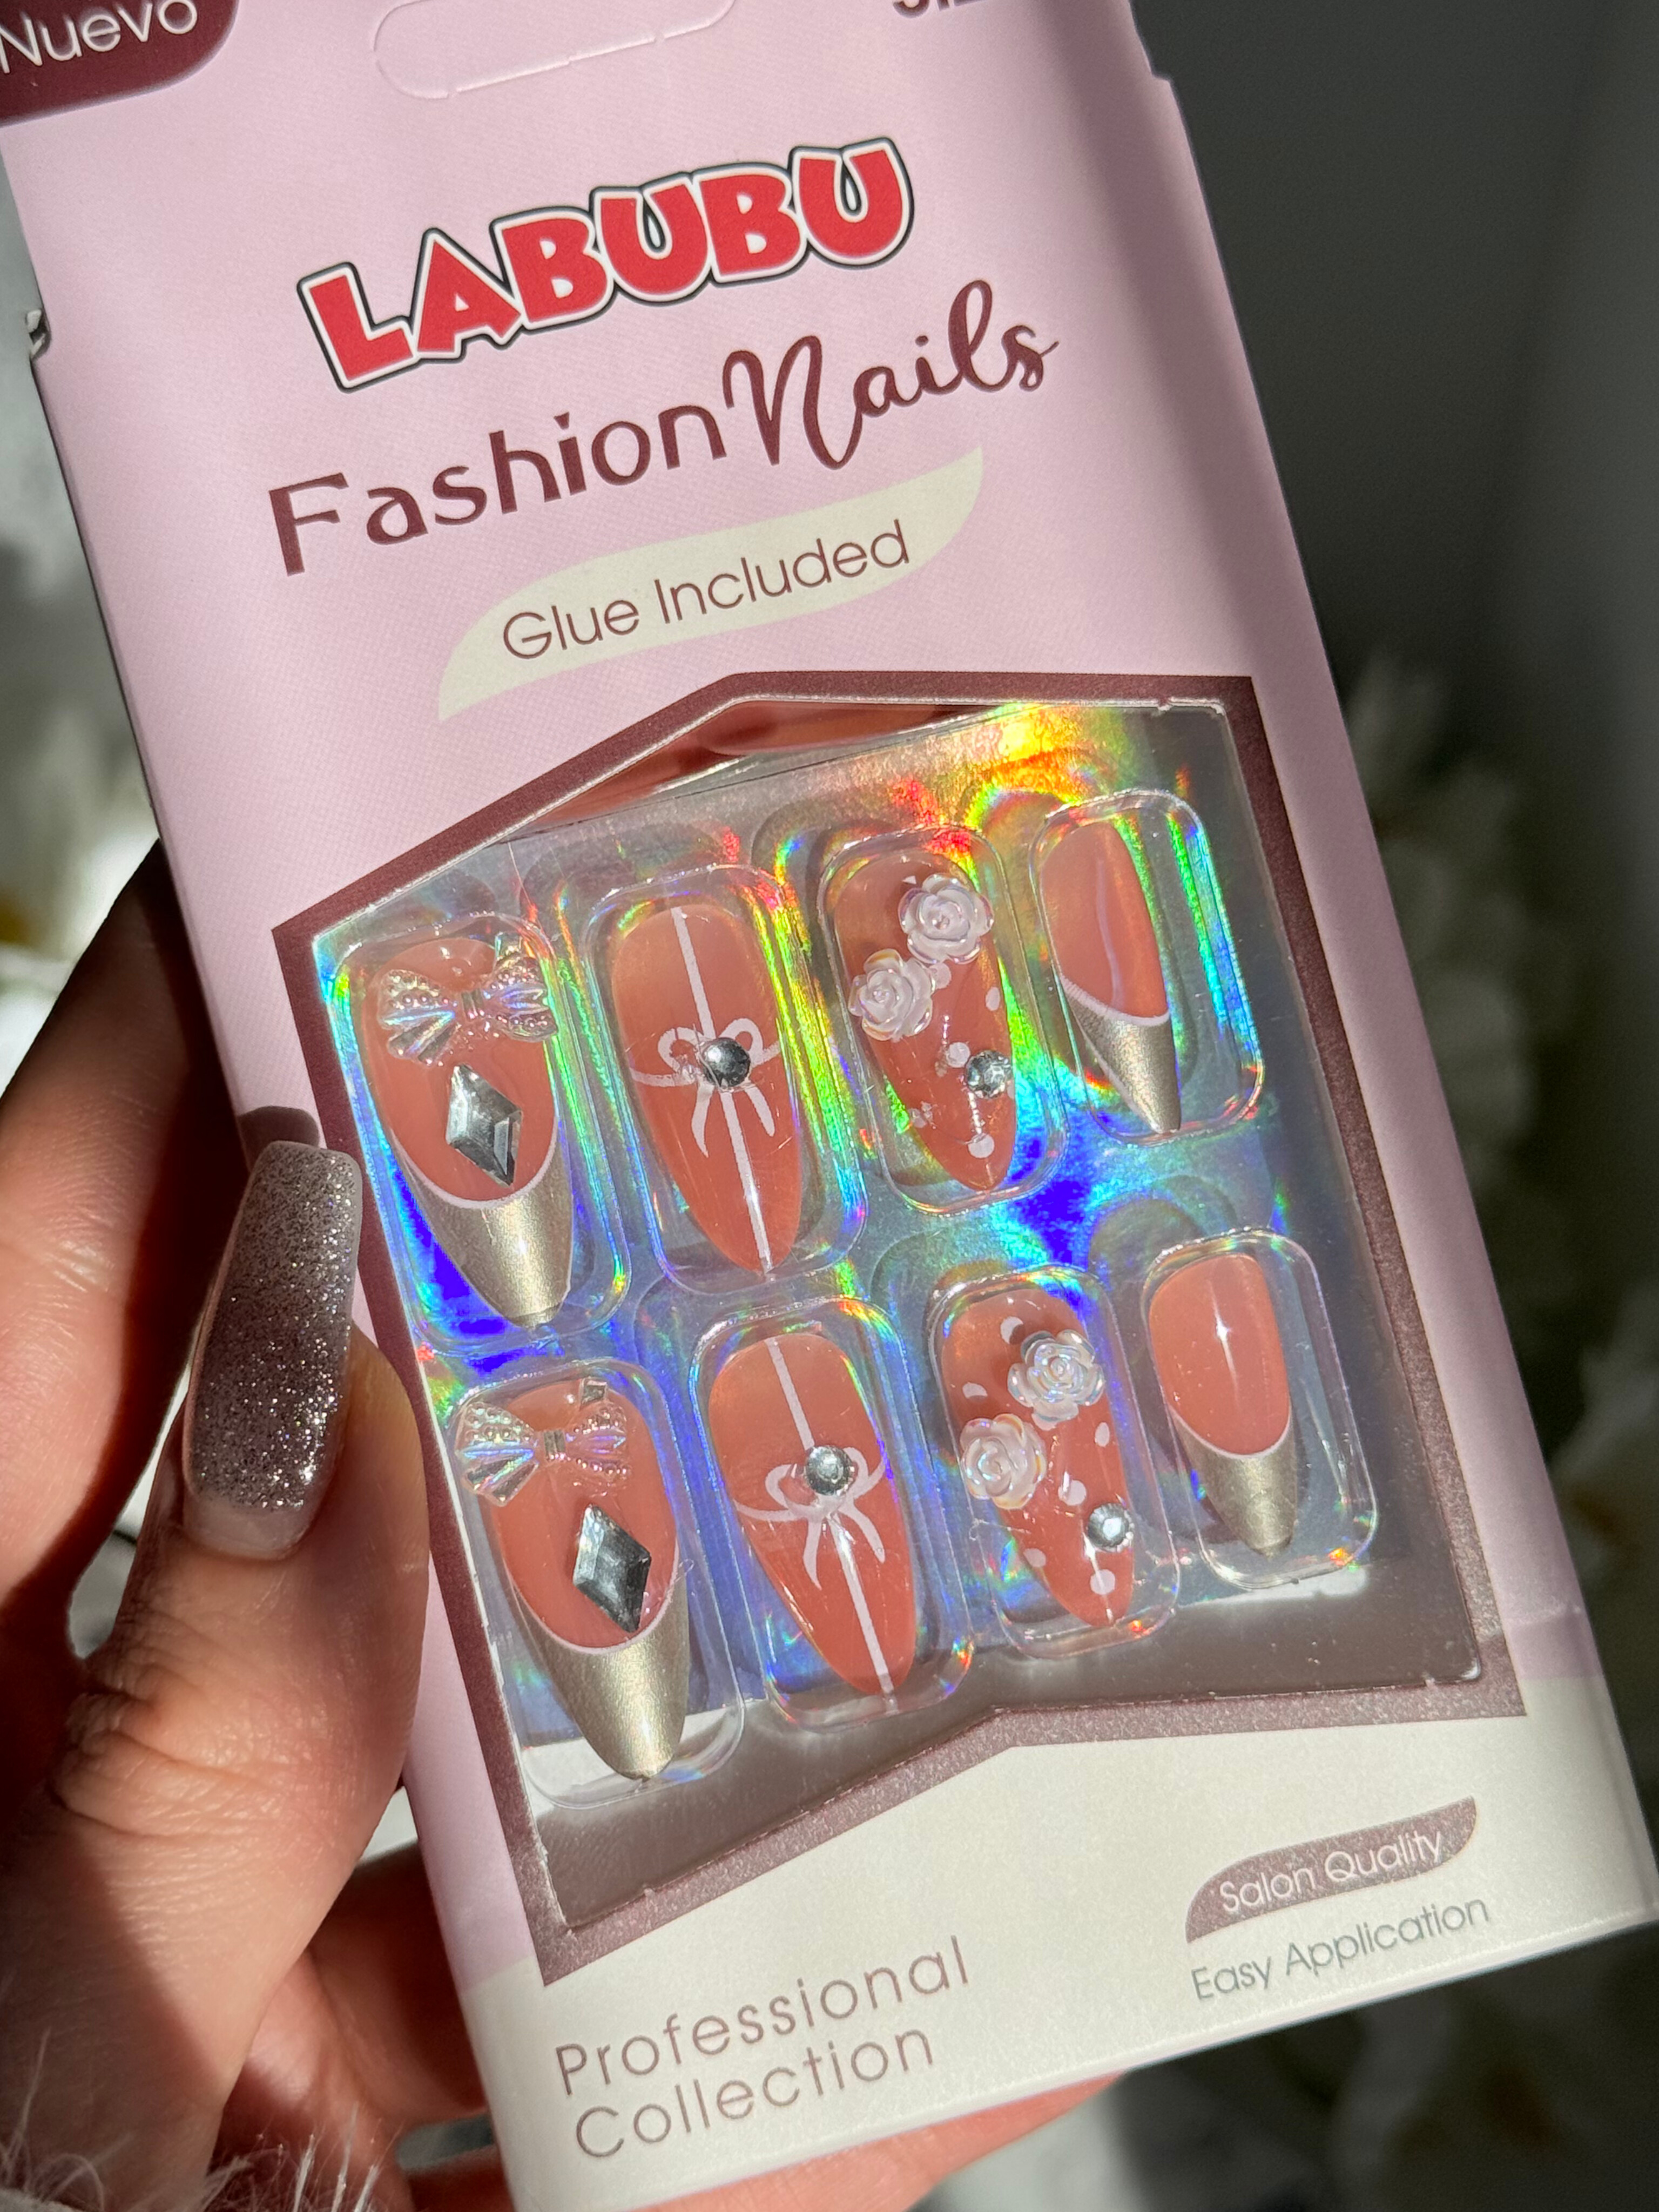 Nuevo
LABUBU
Fashion Nails
Glue Included
Salon Quality
Easy Application
Professional
Collection